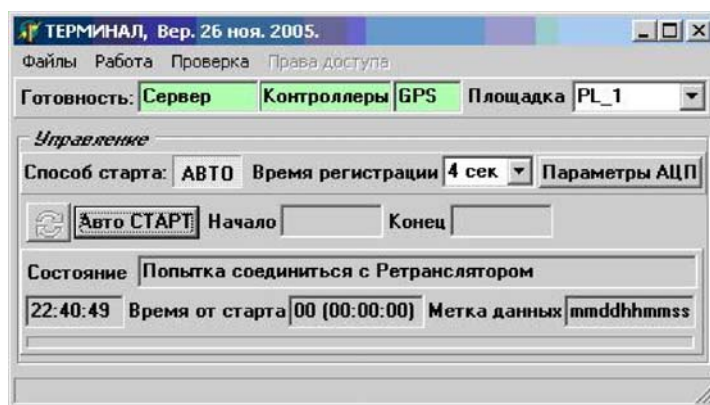 ТЕРМИНАЛ, Вер. 26 ноя. 2005.
Файлы Работа Проверка Права доступа
Готовность: Сервер Контроллеры GPS Площадка PL_1
Управление
Способ старта: АВТО Время регистрации 4 сек Параметры АЦП
Авто СТАРТ Начало Конец
Состояние Попытка соединиться с Ретранслятором
22:40:49 Время от старта 00 (00:00:00) Метка данных mmddhhmmss